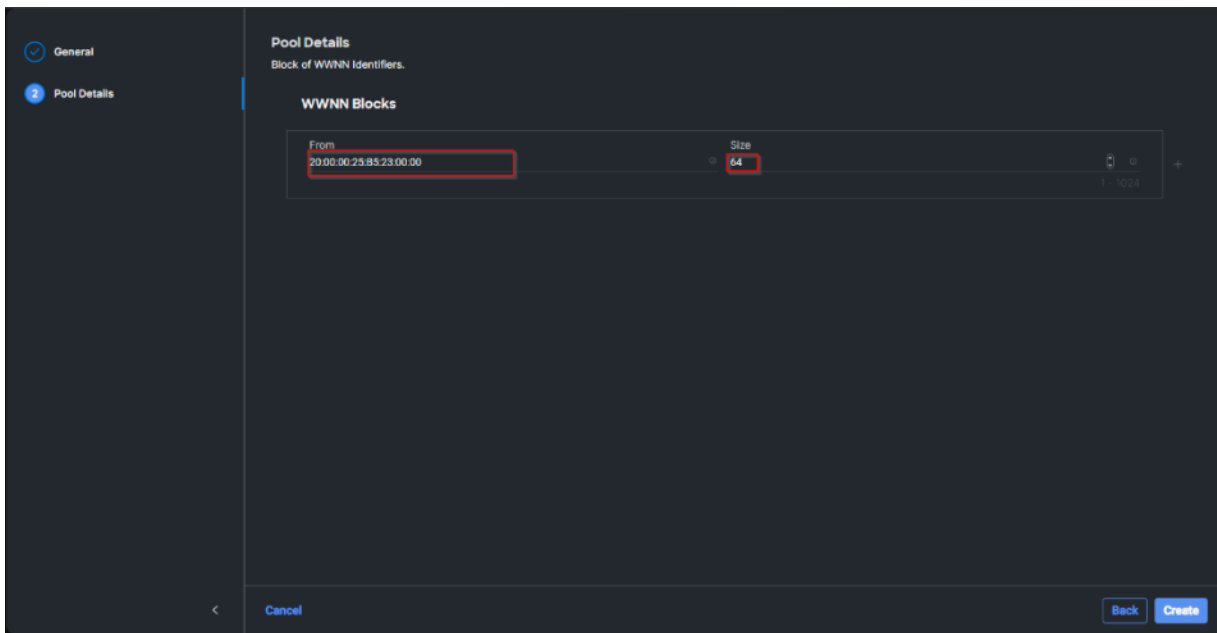 General
2 Pool Details
Pool Details
Block of WWNN Identifiers.
WWNN Blocks
From
20:00:00:25:B5:23:00:00
Size
64
1 - 1024
Cancel
Back
Create